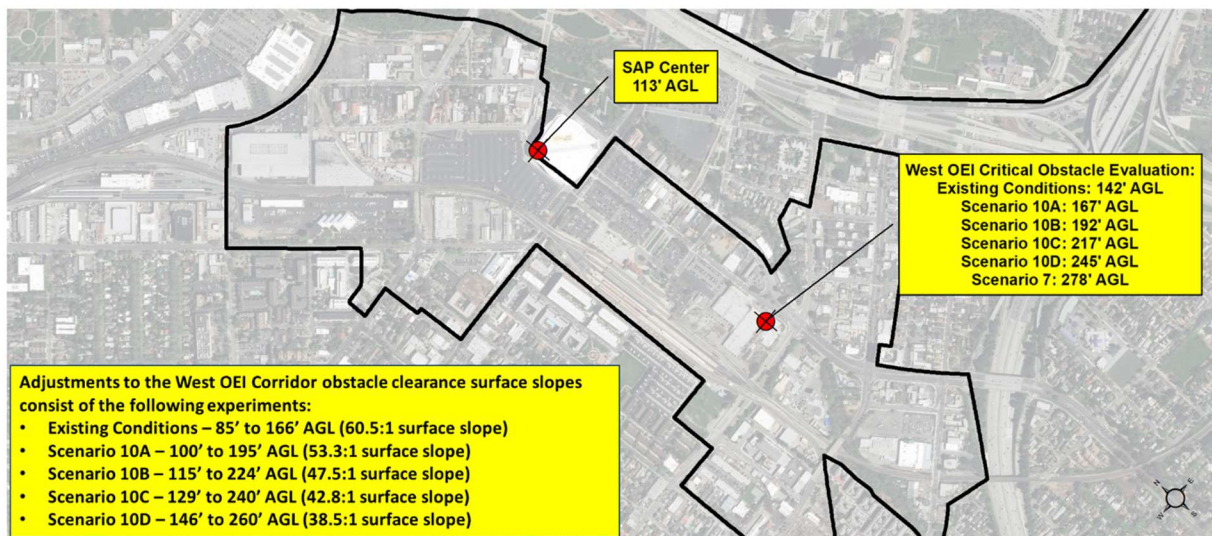 SAP Center
113' AGL
West OEI Critical Obstacle Evaluation:
Existing Conditions: 142' AGL
Scenario 10A: 167' AGL
Scenario 10B: 192' AGL
Scenario 10C: 217' AGL
Scenario 10D: 245' AGL
Scenario 7: 278' AGL
Adjustments to the West OEI Corridor obstacle clearance surface slopes
consist of the following experiments:
• Existing Conditions – 85’ to 166’ AGL (60.5:1 surface slope)
• Scenario 10A – 100’ to 195’ AGL (53.3:1 surface slope)
• Scenario 10B – 115’ to 224’ AGL (47.5:1 surface slope)
• Scenario 10C – 129’ to 240’ AGL (42.8:1 surface slope)
• Scenario 10D – 146’ to 260’ AGL (38.5:1 surface slope)
N E
W S